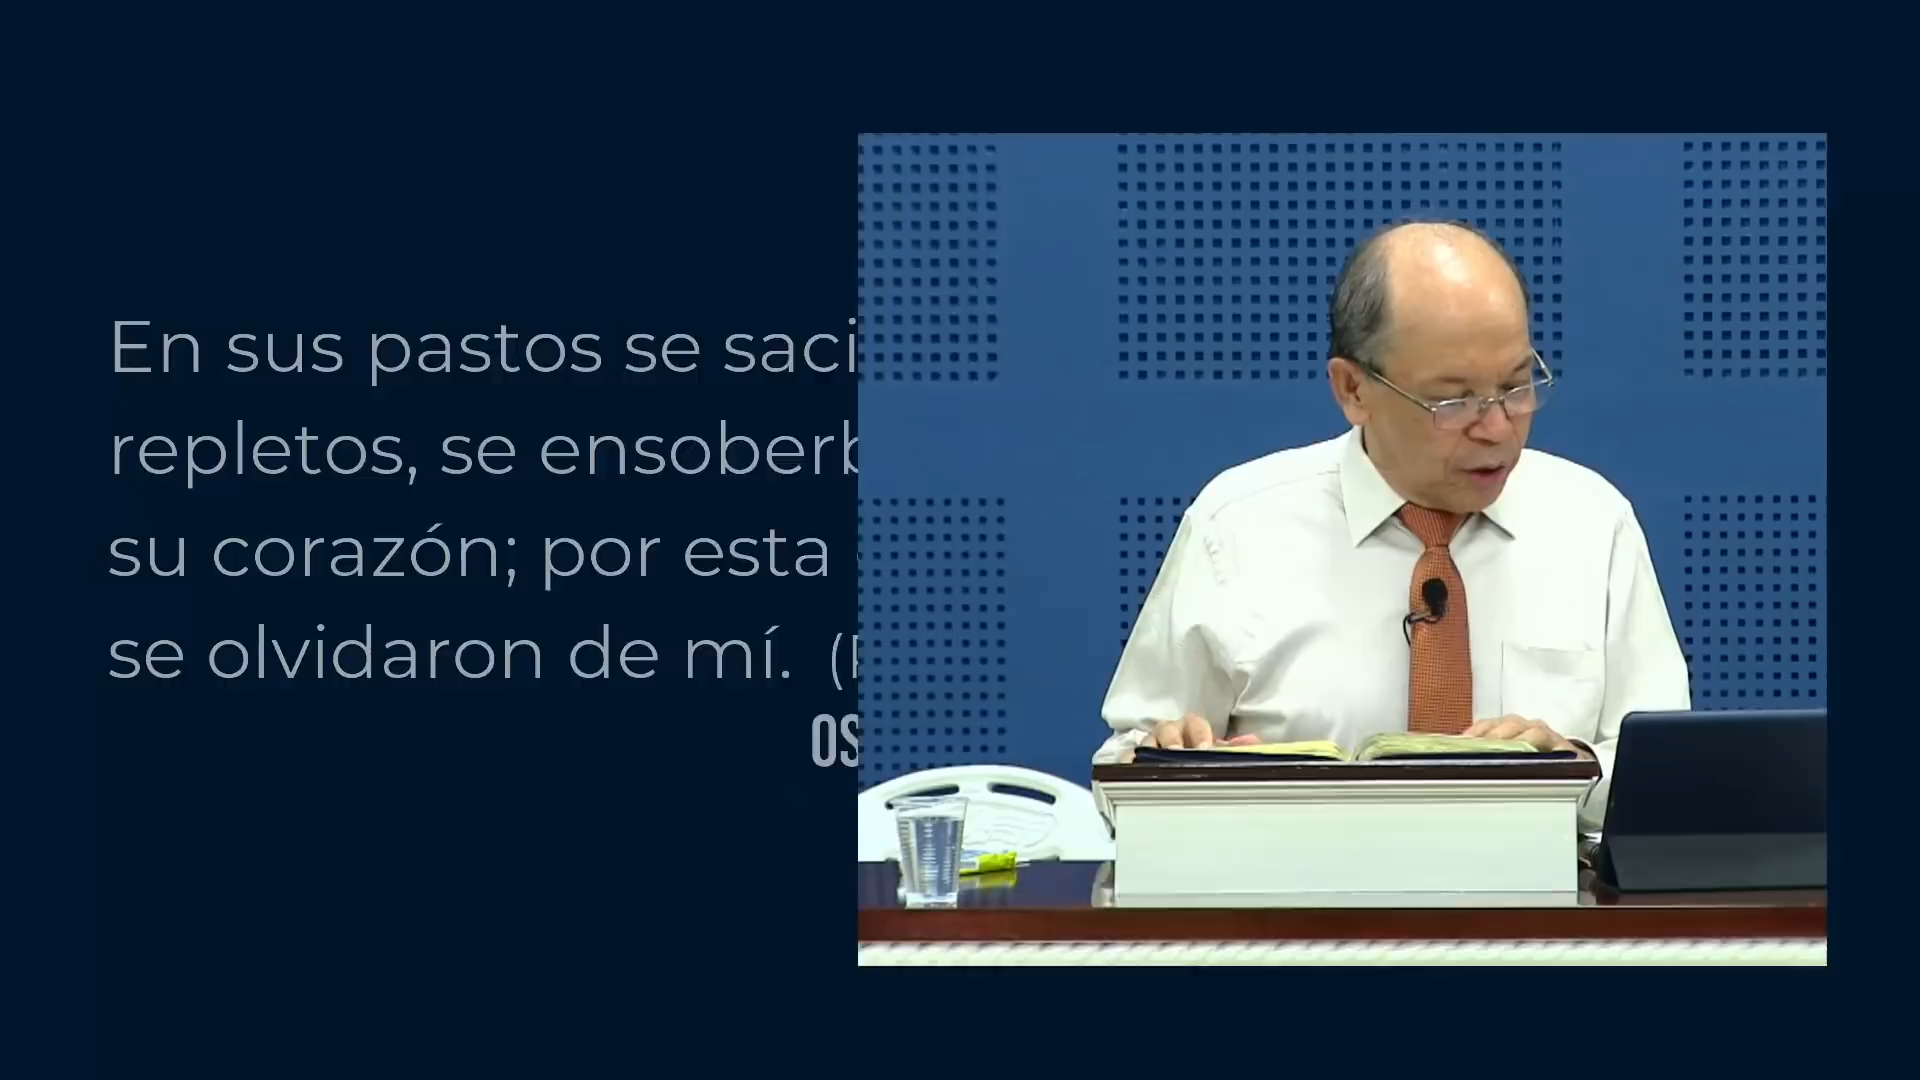 En sus pastos se saci
repletos, se ensoberb
su corazón; por esta
se olvidaron de mí. (
OS